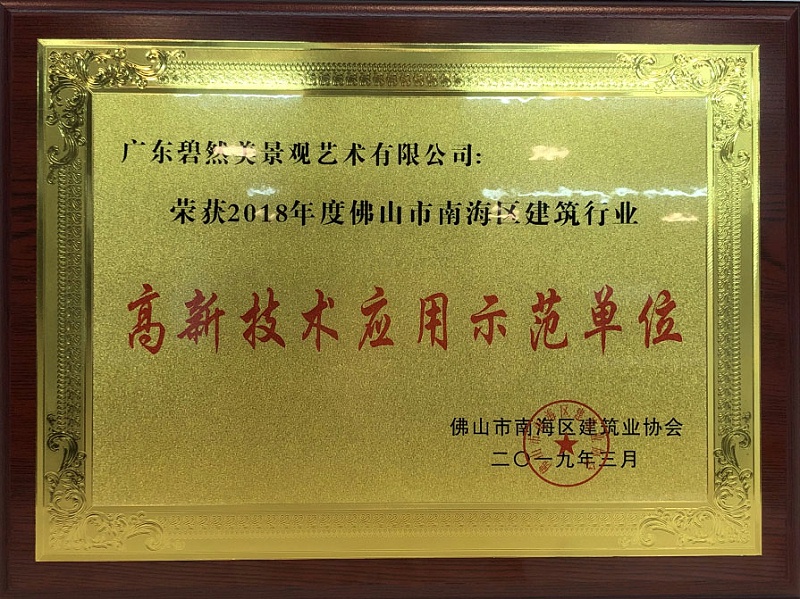 广东碧然美景观艺术有限公司：
荣获2018年度佛山市南海区建筑行业
高新技术应用示范单位
佛山市南海区建筑业协会
二〇一九年三月